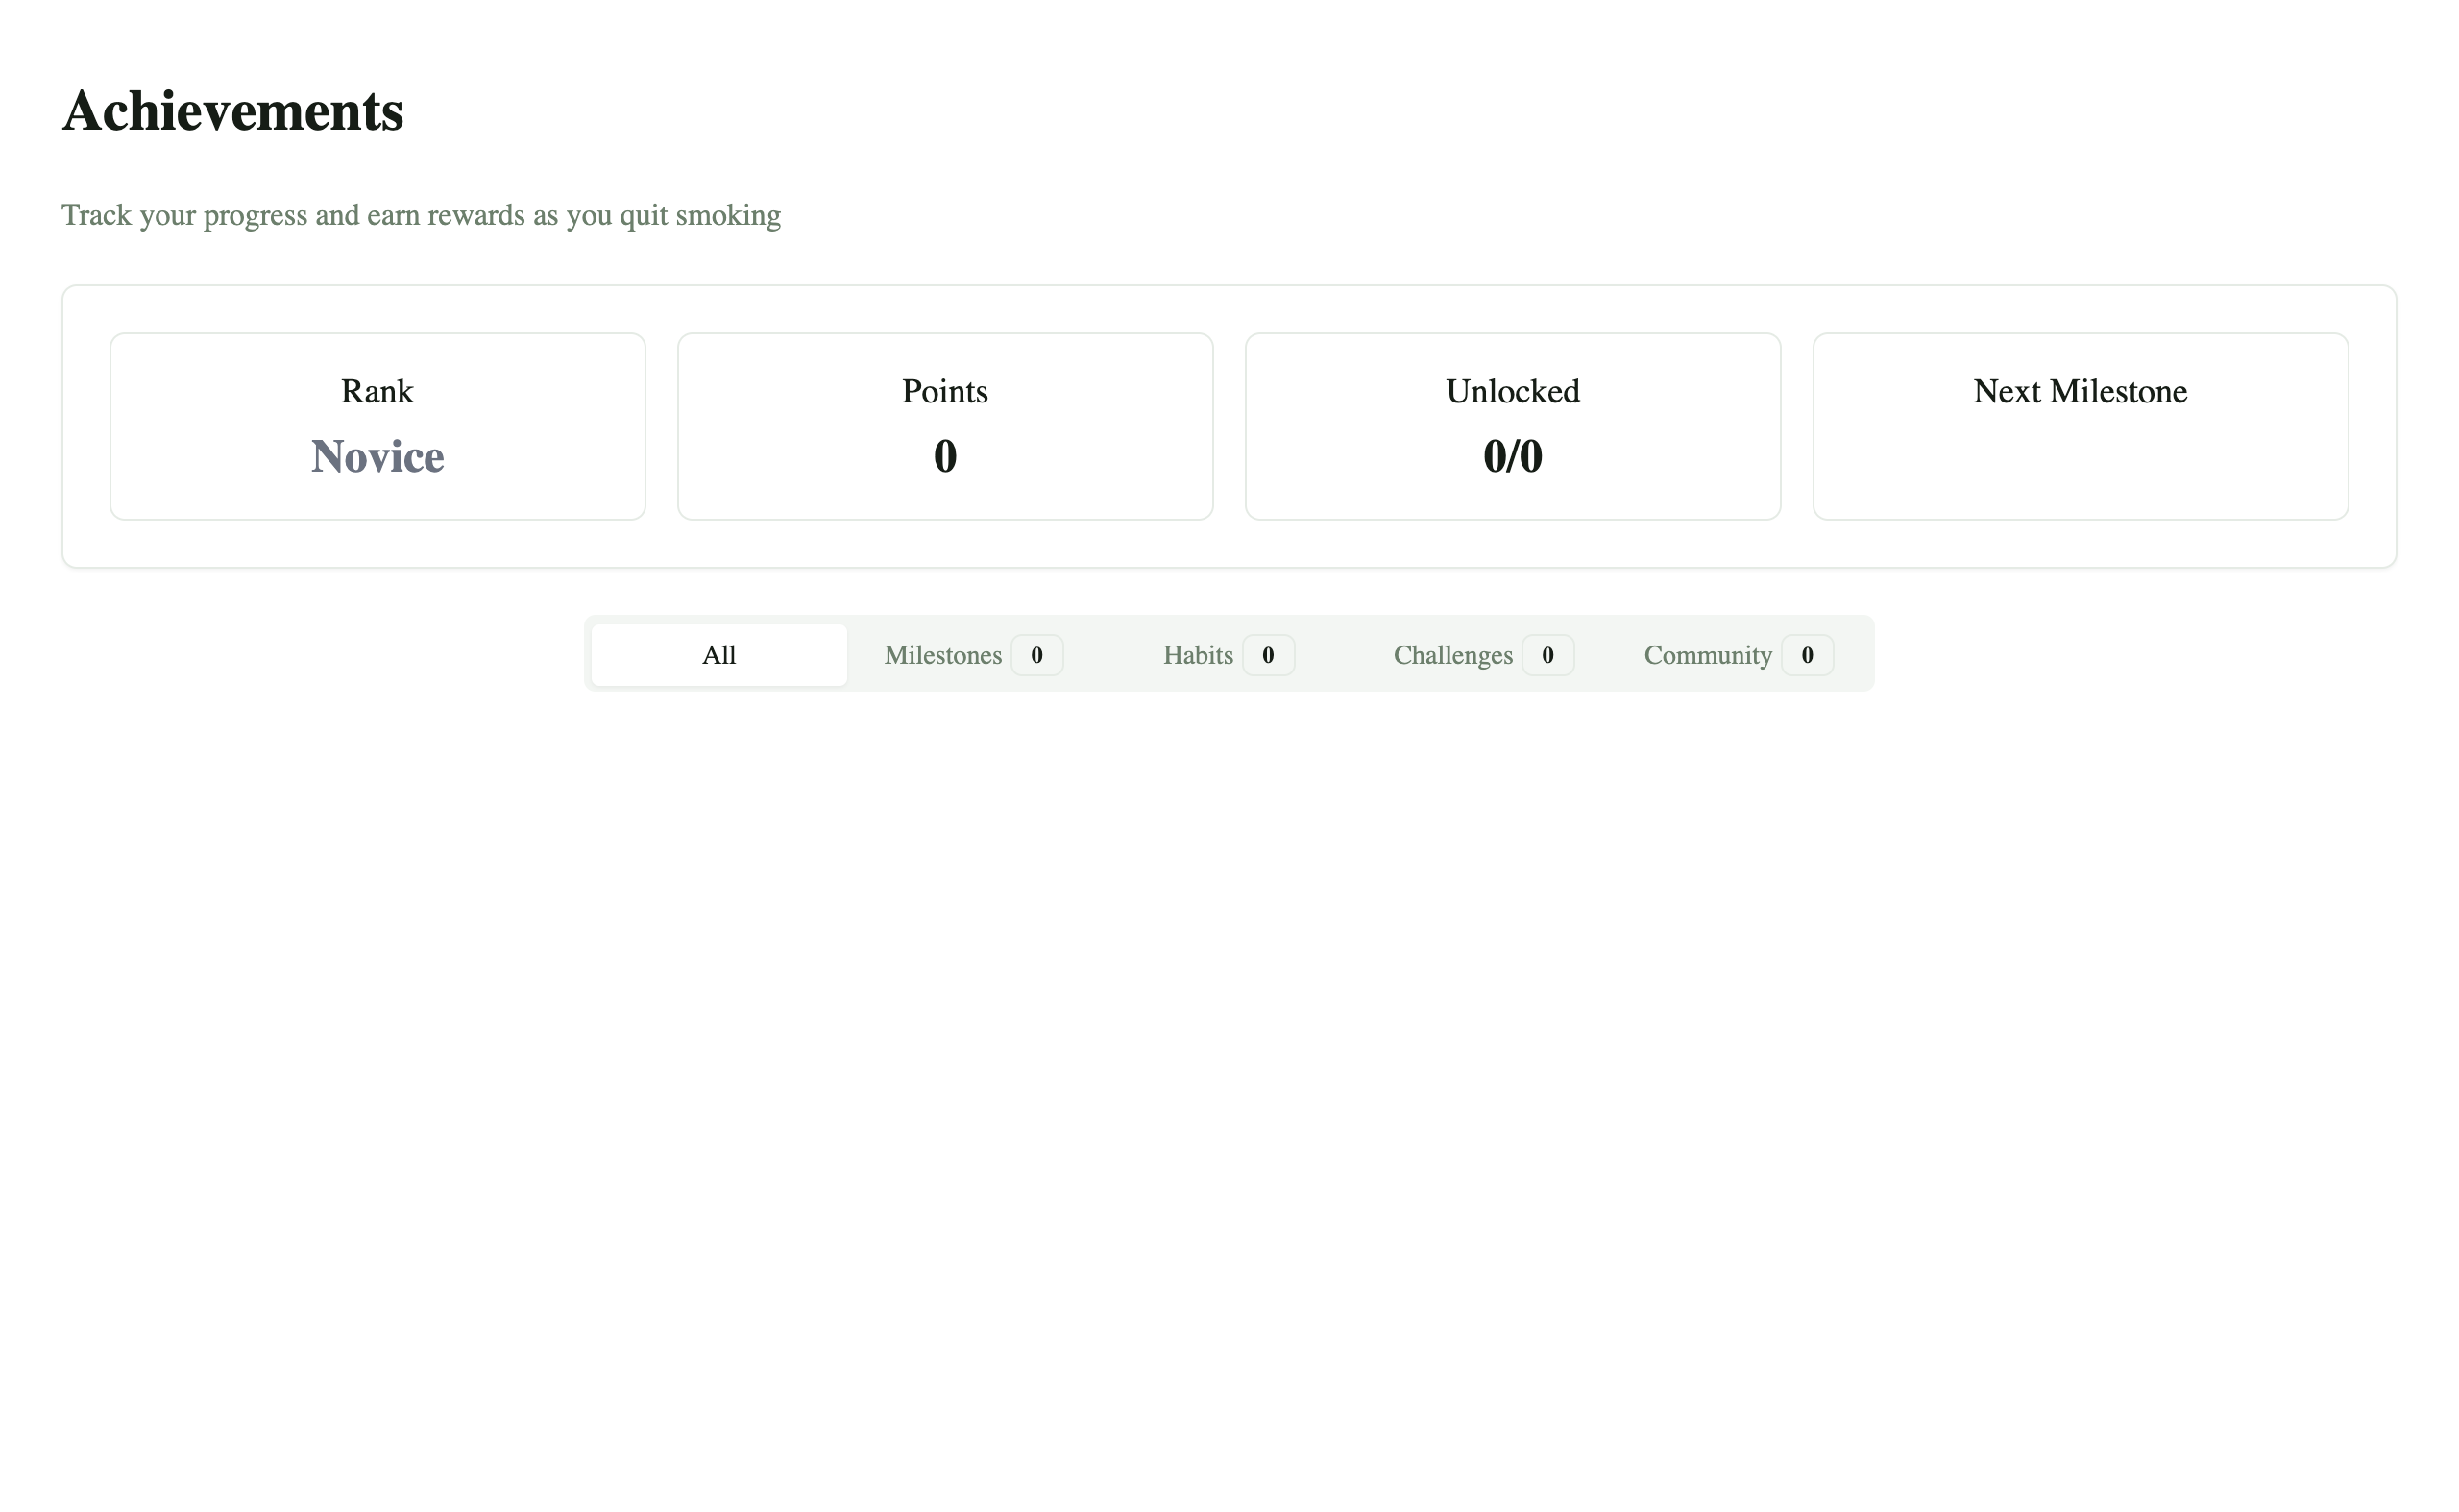 Achievements
Track your progress and earn rewards as you quit smoking
Rank
Novice
Points
0
Unlocked
0/0
Next Milestone
All
Milestones 0
Habits 0
Challenges 0
Community 0